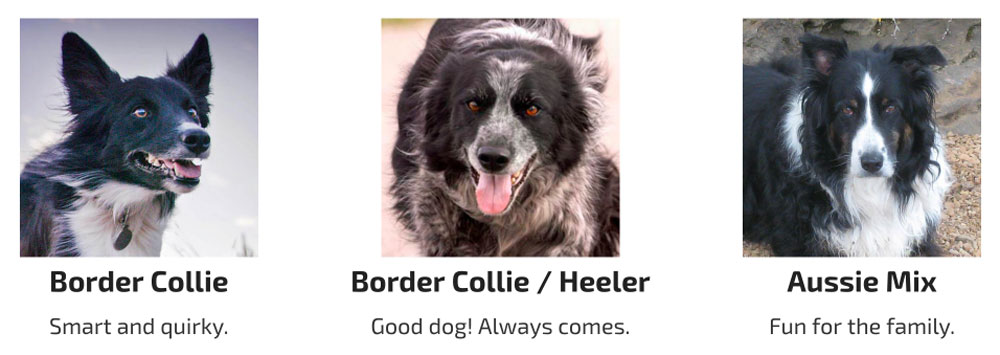 Border Collie
Border Collie / Heeler
Aussie Mix
Smart and quirky.
Good dog! Always comes.
Fun for the family.